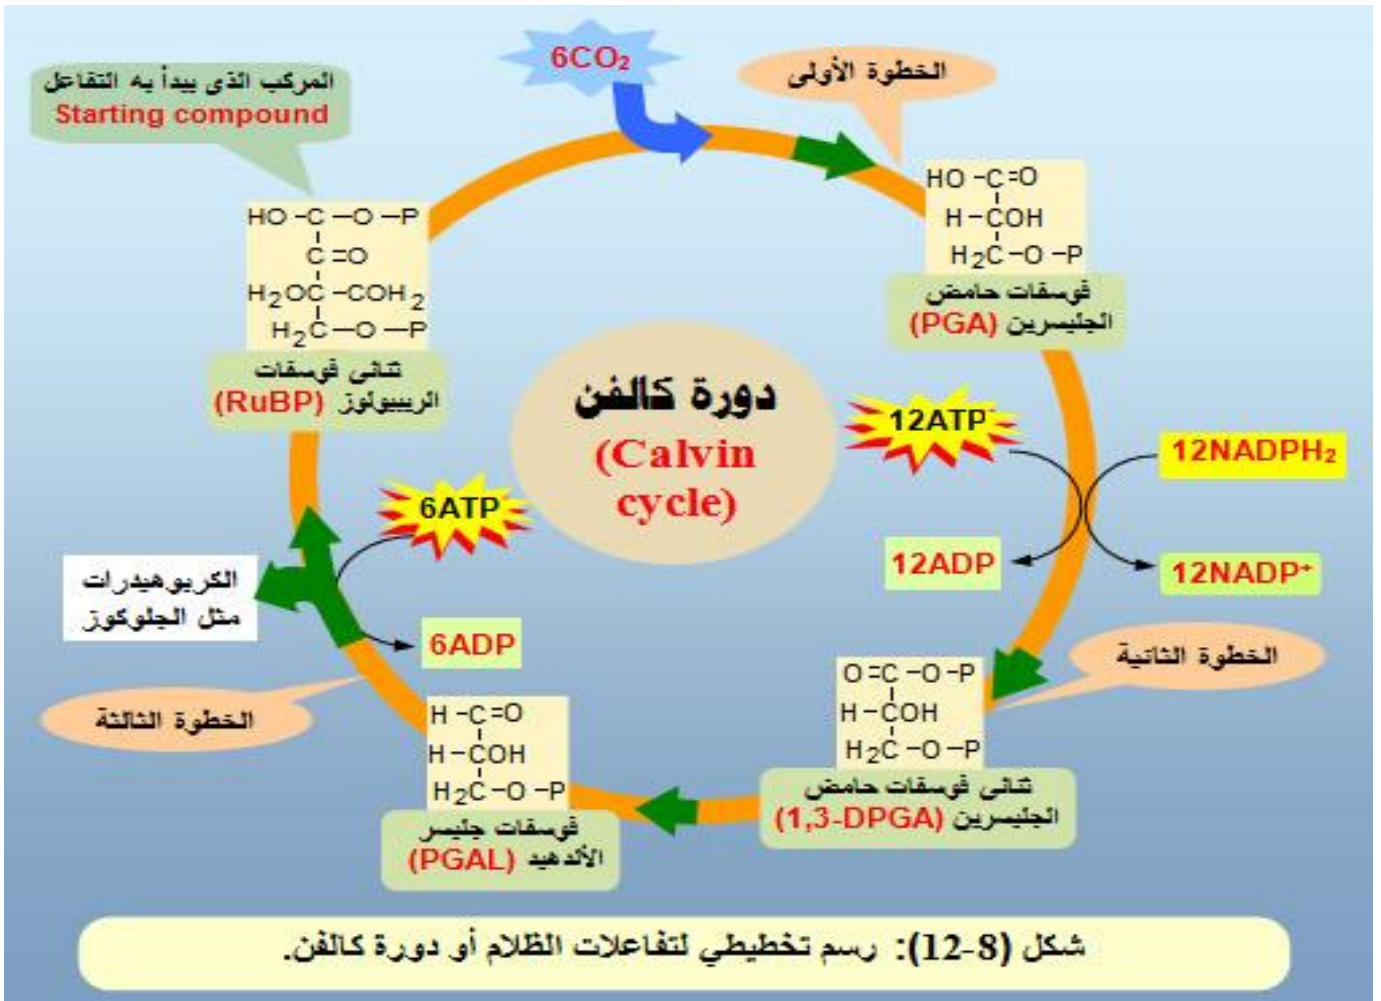 6CO₂
الخطوة الأولى
المركب الذى يبدأ به التفاعل
Starting compound
HO -C -O -P
C=O
H₂OC -COH₂
H₂C -O -P
ثنائى فوسفات
الريبيولوز (RuBP)
HO -C=O
H -COH
H₂C -O -P
فوسفات حامض
الجليسرين (PGA)
دورة كالفن
(Calvin
cycle)
12ATP
12NADPH₂
12ADP
12NADP⁺
6ATP
6ADP
الكريوهيدرات
مثل الجلوكوز
الخطوة الثانية
O=C -O -P
H -COH
H₂C -O -P
ثنائى فوسفات حامض
الجليسرين (1,3-DPGA)
H -C=O
H -COH
H₂C -O -P
فوسفات جليسر
الألدهيد (PGAL)
الخطوة الثالثة
شكل (8-12): رسم تخطيطي لتفاعلات الظلام أو دورة كالفن.